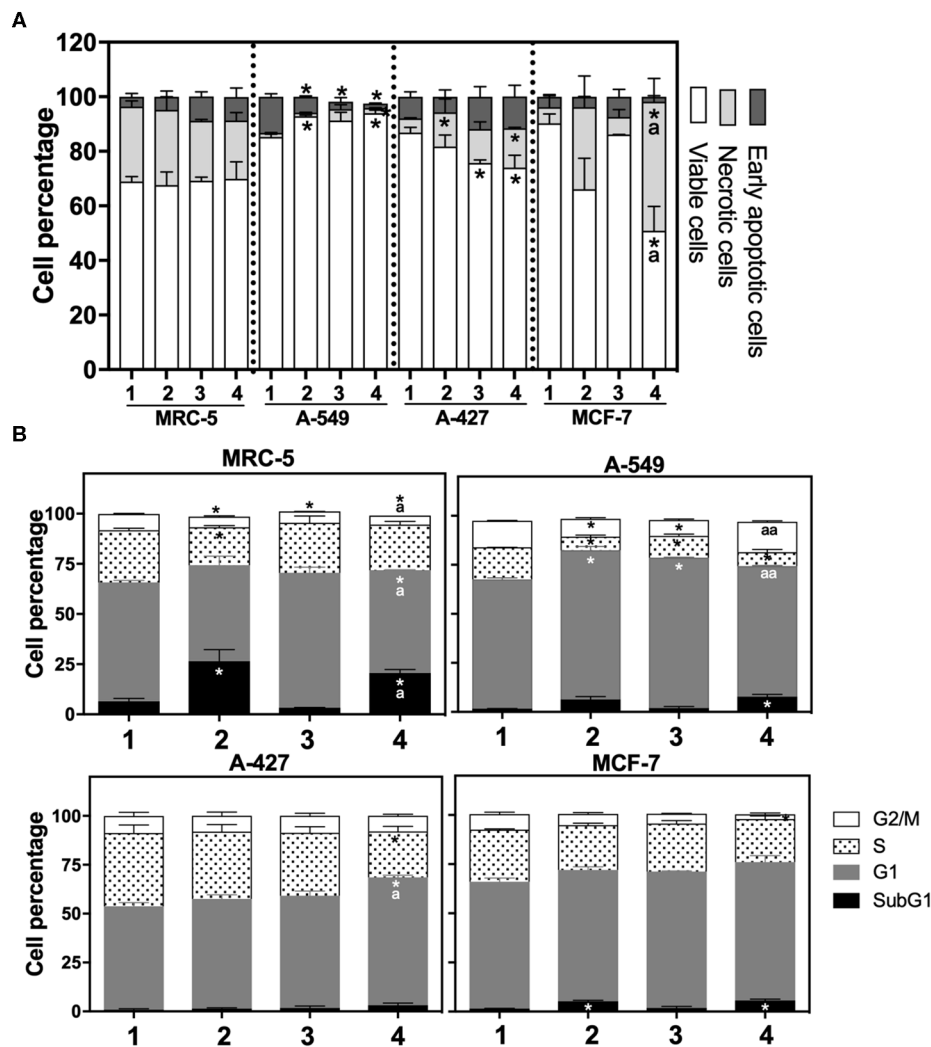 A
Cell percentage
120
100
80
60
40
20
0
* * *
* * *
* *
* *
* a
* a
1 2 3 4 1 2 3 4 1 2 3 4 1 2 3 4
MRC-5 A-549 A-427 MCF-7
Viable cells
Necrotic cells
Early apoptotic cells
B
MRC-5
Cell percentage
100
75
50
25
0
* * *
a
*
*
a
* *
a
1 2 3 4
A-549
* * aa
* * *
* * aa
*
1 2 3 4
A-427
Cell percentage
100
75
50
25
0
*
*
a
1 2 3 4
MCF-7
*
* *
1 2 3 4
G2/M
S
G1
SubG1